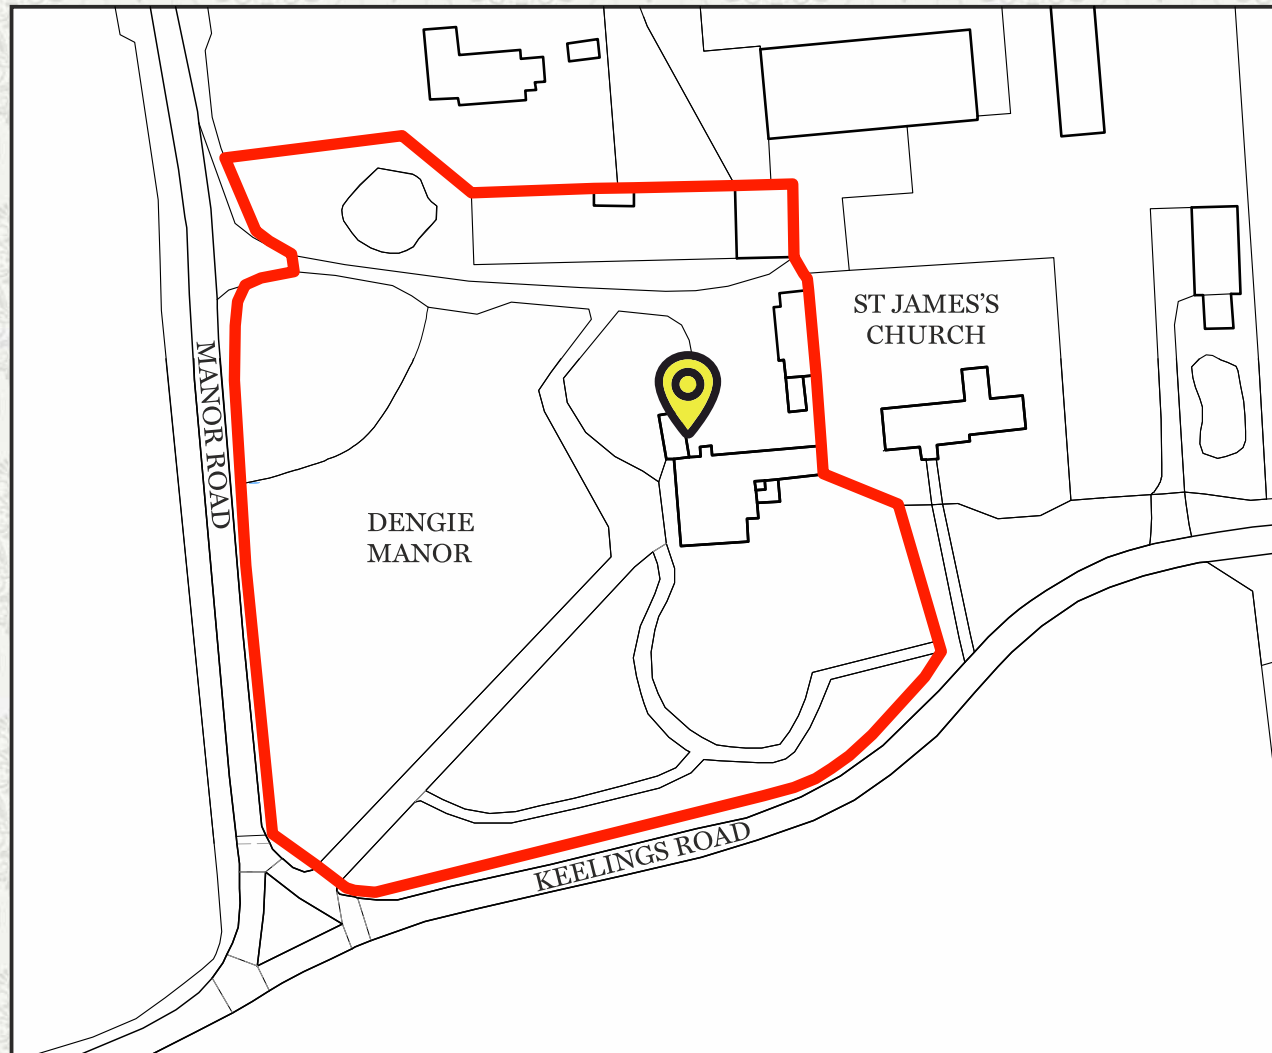 ST JAMES'S
CHURCH
MANOR ROAD
DENGIE
MANOR
KEELINGS ROAD